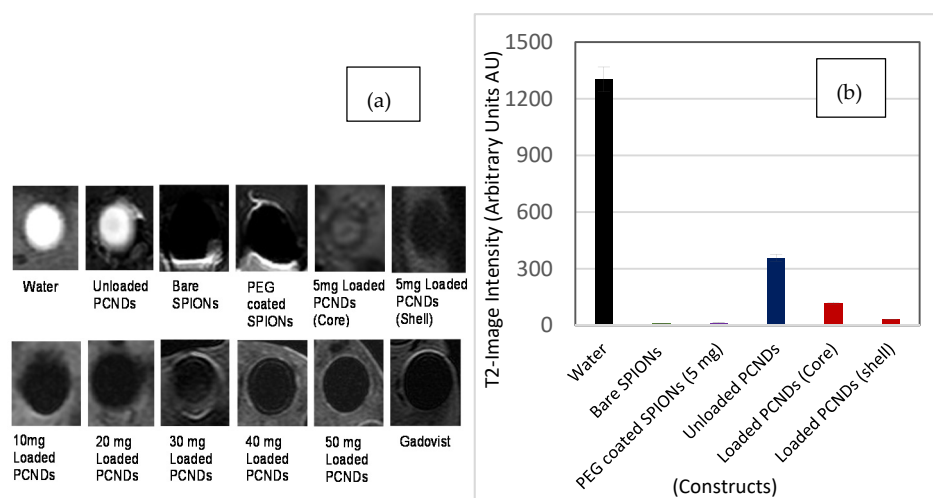 (a)
Water
Unloaded
PCNDs
Bare
SPIONs
PEG
coated
SPIONs
5mg Loaded
PCNDs
(Core)
5mg Loaded
PCNDs
(Shell)
10mg
Loaded
PCNDs
20 mg
Loaded
PCNDs
30 mg
Loaded
PCNDs
40 mg
Loaded
PCNDs
50 mg
Loaded
PCNDs
Gadovist
(b)
T2-Image Intensity (Arbitrary Units AU)
1500
1200
900
600
300
0
Water
Bare SPIONs
PEG coated SPIONs (5 mg)
Unloaded PCNDs
Loaded PCNDs (Core)
Loaded PCNDs (shell)
(Constructs)